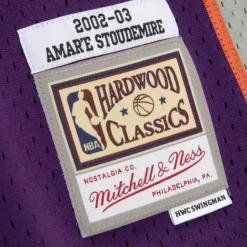 2002-03
AMAR'E STOUDEMIRE
HARDWOOD
CLASSICS
NBA
NOSTALGIA CO.
Mitchell & Ness
PHILADELPHIA, PA.
HWC SWINGMAN